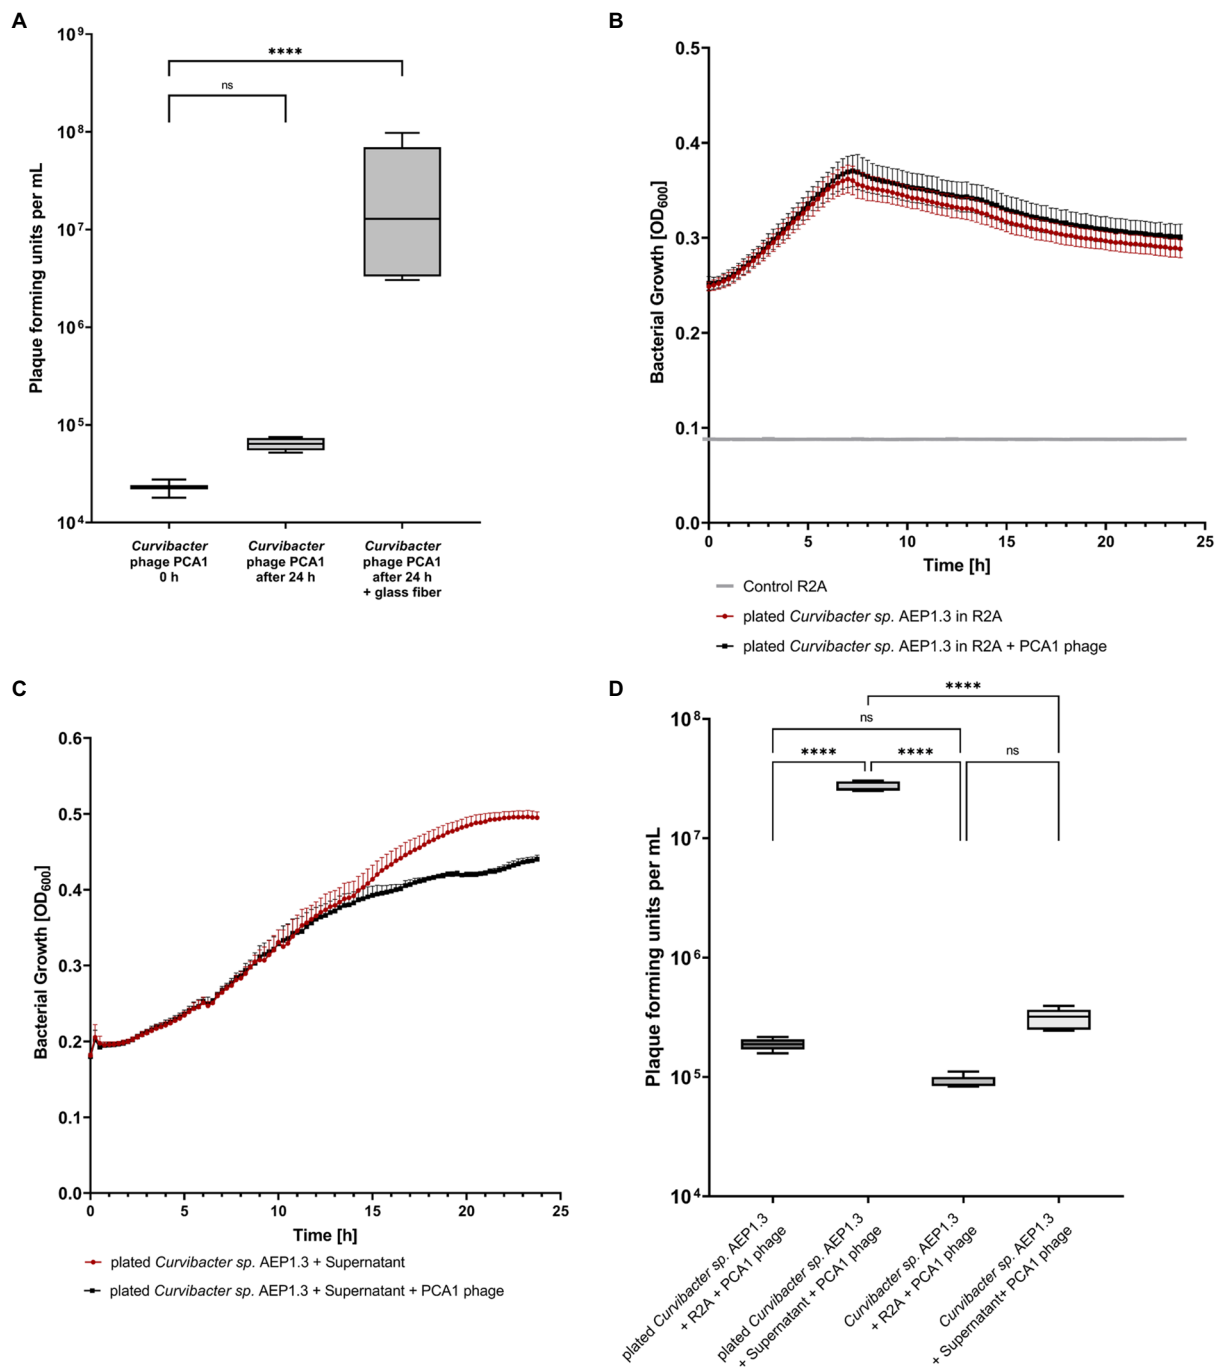 A
10⁹
10⁸
10⁷
10⁶
10⁵
10⁴
Plaque forming units per mL
****
ns
Curvibacter
phage PCA1
0 h
Curvibacter
phage PCA1
after 24 h
Curvibacter
phage PCA1
after 24 h
+ glass fiber
B
0.5
0.4
0.3
0.2
0.1
0.0
Bacterial Growth [OD₆₀₀]
0 5 10 15 20 25
Time [h]
Control R2A
plated Curvibacter sp. AEP1.3 in R2A
plated Curvibacter sp. AEP1.3 in R2A + PCA1 phage
C
0.6
0.5
0.4
0.3
0.2
0.1
0.0
Bacterial Growth [OD₆₀₀]
0 5 10 15 20 25
Time [h]
plated Curvibacter sp. AEP1.3 + Supernatant
plated Curvibacter sp. AEP1.3 + Supernatant + PCA1 phage
D
10⁸
10⁷
10⁶
10⁵
10⁴
Plaque forming units per mL
****
ns
**** **** ns
plated Curvibacter sp. AEP1.3
+ R2A + PCA1 phage
plated Curvibacter sp. AEP1.3
+ Supernatant + PCA1 phage
Curvibacter sp. AEP1.3
+ R2A + PCA1 phage
Curvibacter sp. AEP1.3
+ Supernatant+ PCA1 phage